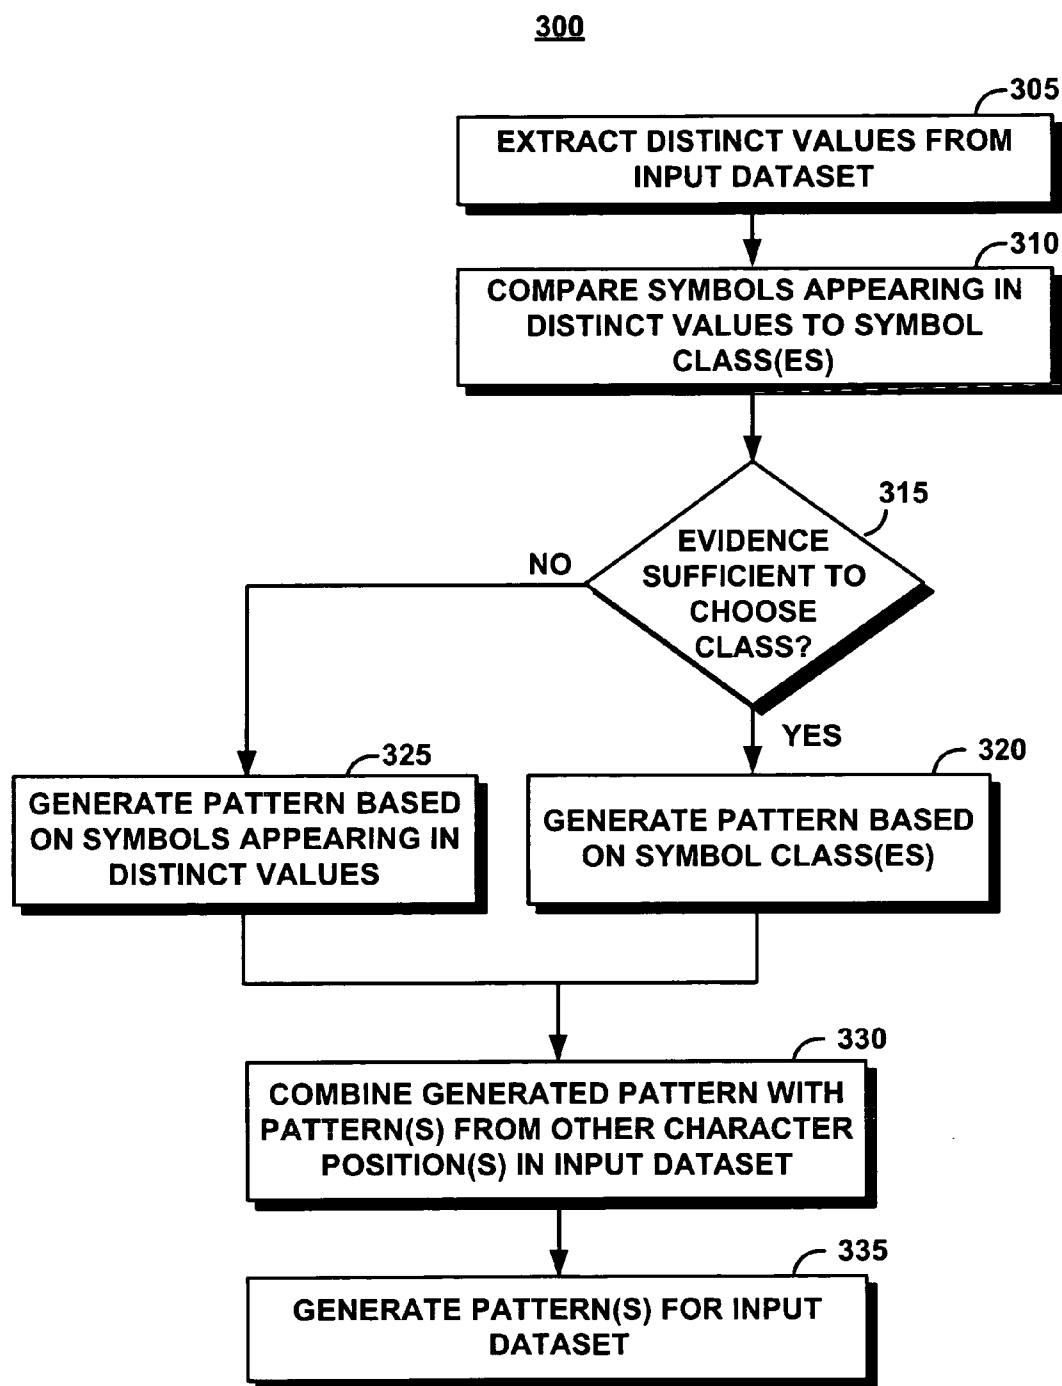 300
305
EXTRACT DISTINCT VALUES FROM
INPUT DATASET
310
COMPARE SYMBOLS APPEARING IN
DISTINCT VALUES TO SYMBOL
CLASS(ES)
315
EVIDENCE
SUFFICIENT TO
CHOOSE
CLASS?
NO
YES
325
GENERATE PATTERN BASED
ON SYMBOLS APPEARING IN
DISTINCT VALUES
320
GENERATE PATTERN BASED
ON SYMBOL CLASS(ES)
330
COMBINE GENERATED PATTERN WITH
PATTERN(S) FROM OTHER CHARACTER
POSITION(S) IN INPUT DATASET
335
GENERATE PATTERN(S) FOR INPUT
DATASET